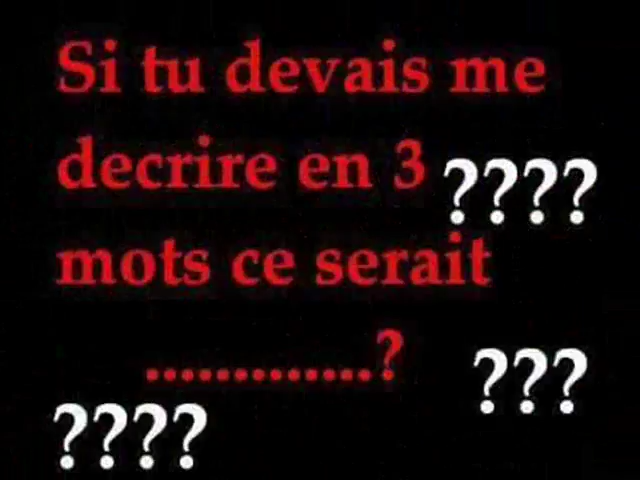 Si tu devais me
decrire en 3 ????
mots ce serait
.............? ???
????